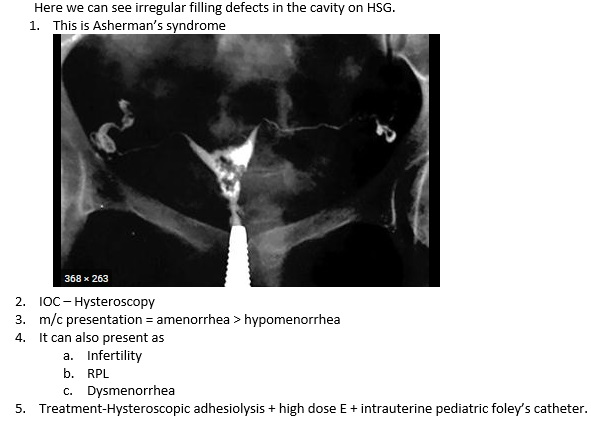 Here we can see irregular filling defects in the cavity on HSG.
1. This is Asherman's syndrome
368 × 263
2. IOC – Hysteroscopy
3. m/c presentation = amenorrhea > hypomenorrhea
4. It can also present as
a. Infertility
b. RPL
c. Dysmenorrhea
5. Treatment-Hysteroscopic adhesiolysis + high dose E + intrauterine pediatric foley's catheter.